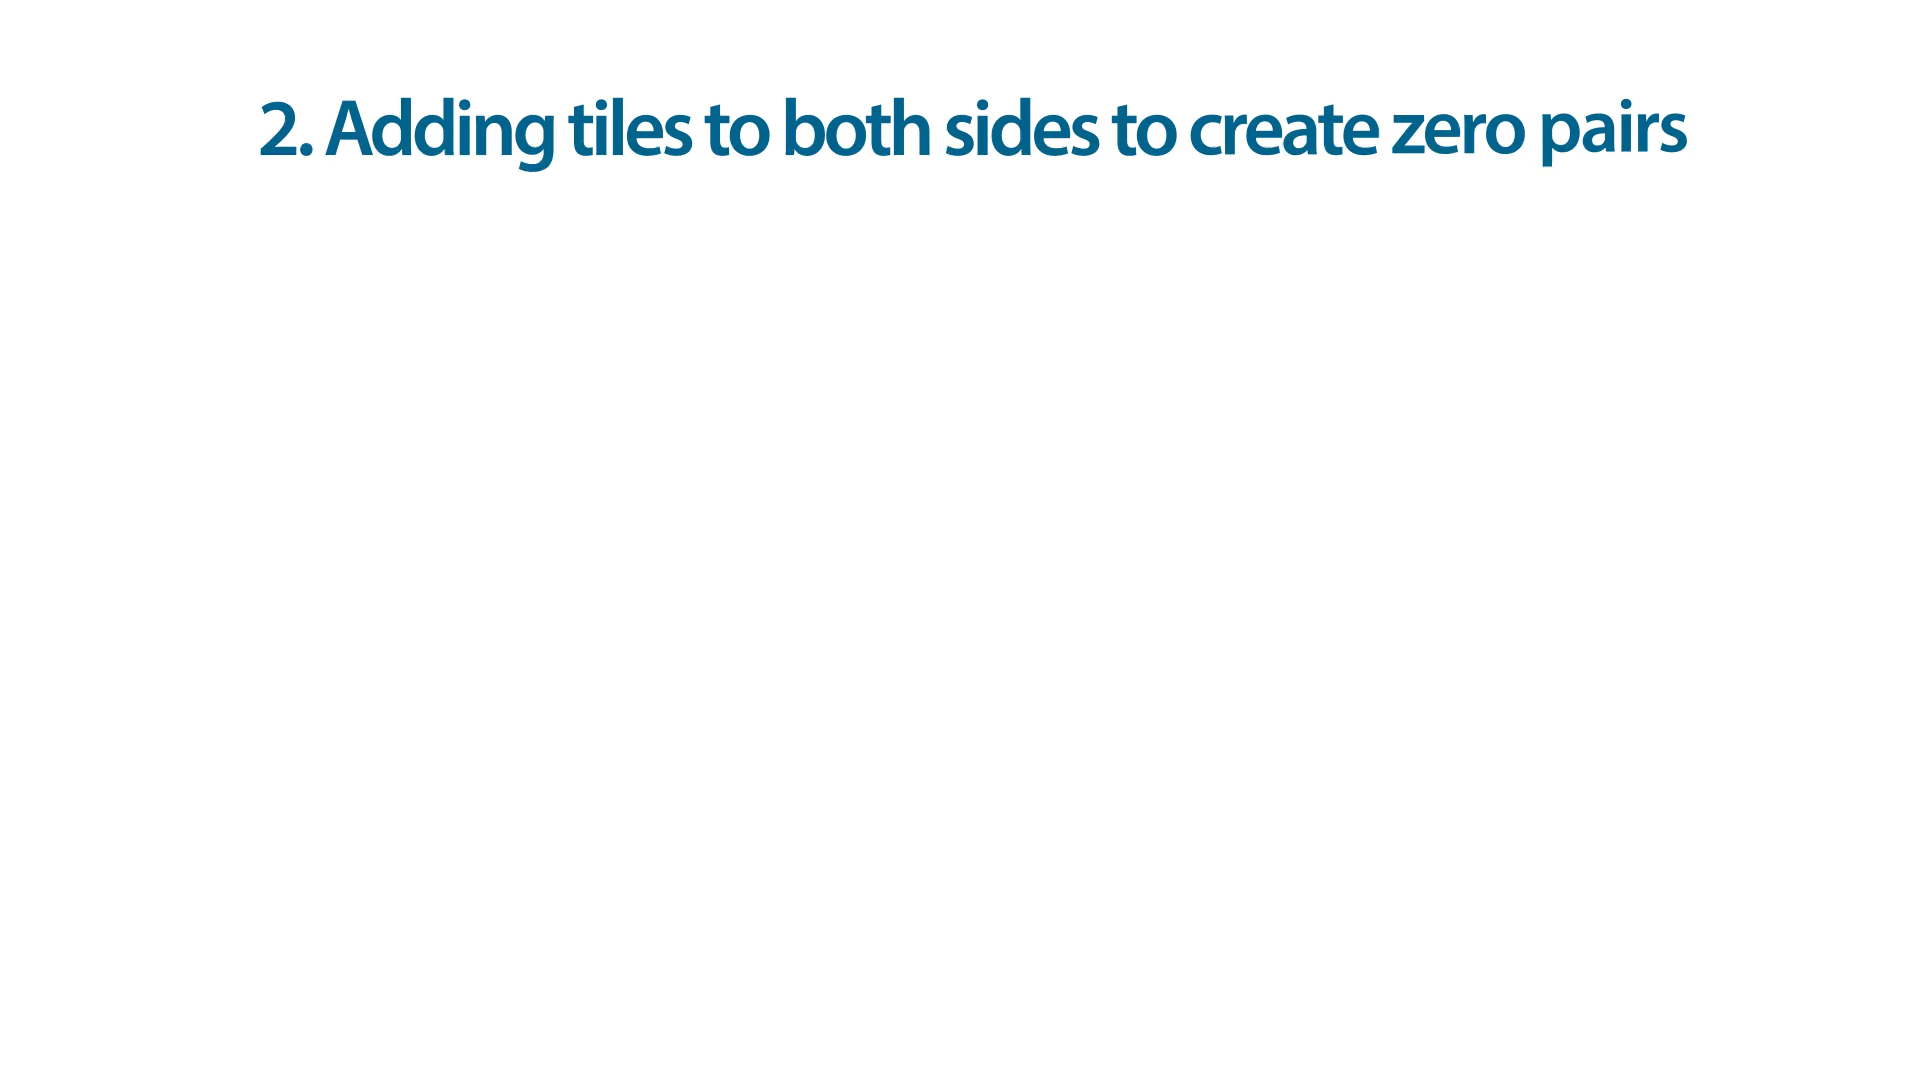 2. Adding tiles to both sides to create zero pairs